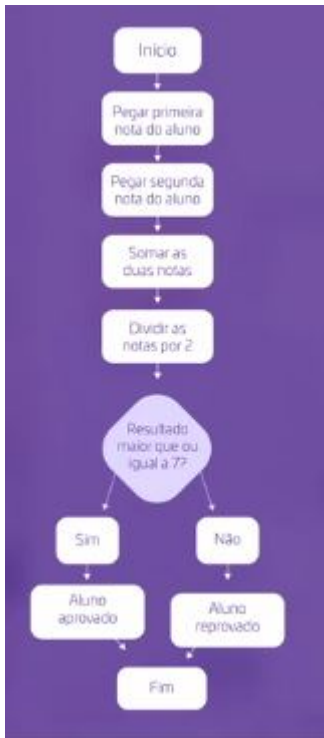 Início
Pegar primeira
nota do aluno
Pegar segunda
nota do aluno
Somar as
duas notas
Dividir as
notas por 2
Resultado
maior que ou
igual a 7?
Sim
Não
Aluno
aprovado
Aluno
reprovado
Fim